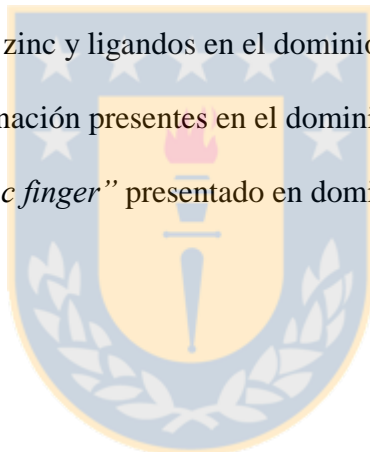 zinc y ligandos en el dominio
nación presentes en el domini
c finger” presentado en domi